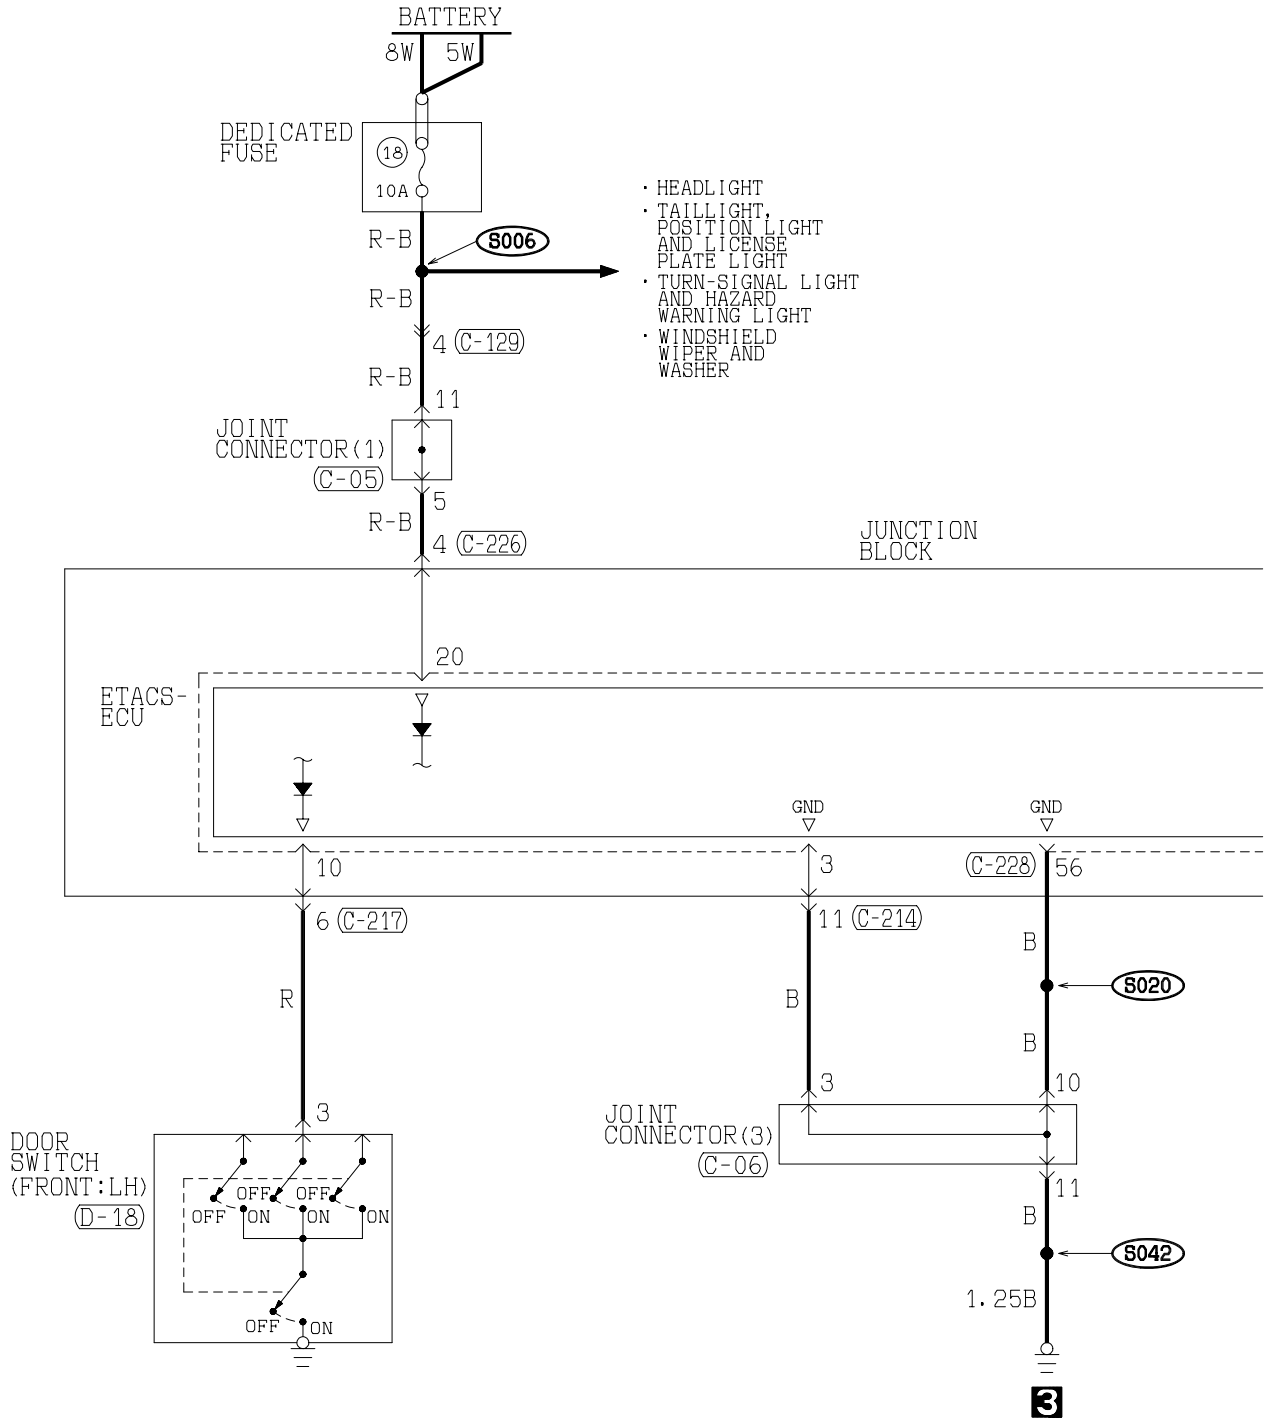 BATTERY
8W 5W
DEDICATED
FUSE
18
10A
· HEADLIGHT
· TAILLIGHT,
POSITION LIGHT
AND LICENSE
PLATE LIGHT
· TURN-SIGNAL LIGHT
AND HAZARD
WARNING LIGHT
· WINDSHIELD
WIPER AND
WASHER
R-B
S006
R-B
4 C-129
R-B
11
JOINT
CONNECTOR(1)
C-05
5
R-B
4 C-226
JUNCTION
BLOCK
20
ETACS-
ECU
GND GND
10 3 C-228 56
6 C-217 11 C-214
B
R B S020
B
3 3 10
DOOR
SWITCH
(FRONT:LH)
D-18
JOINT
CONNECTOR(3)
C-06
OFF OFF
OFF ON ON ON
11
B
S042
1.25B
OFF ON
3